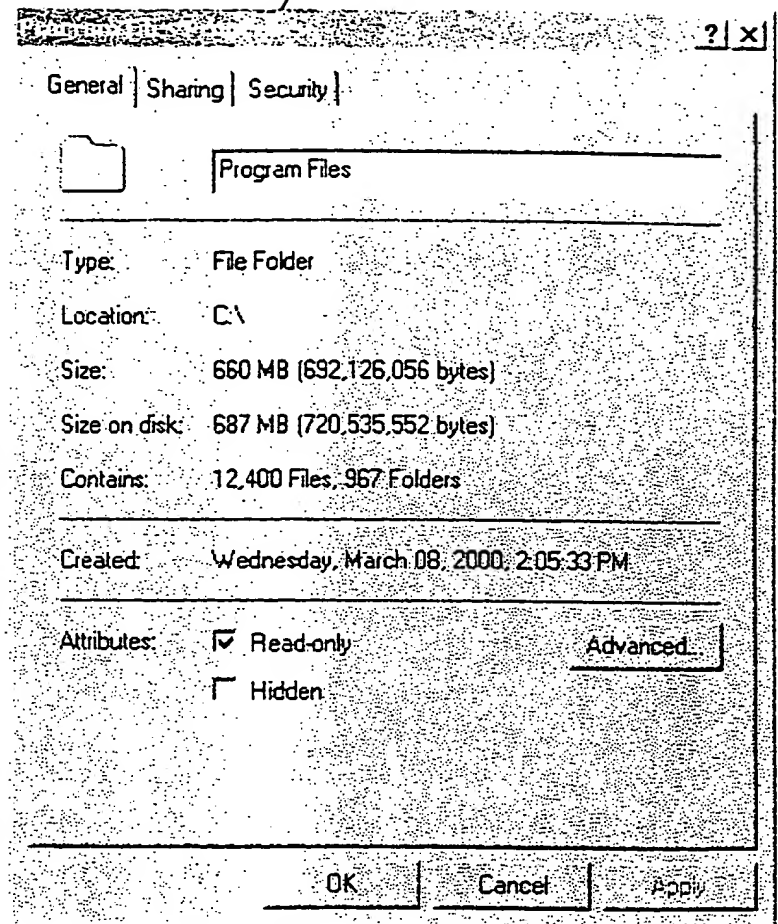 ? ×
General Sharing Security
Program Files
Type: File Folder
Location: C:\
Size: 660 MB (692,126,056 bytes)
Size on disk: 687 MB (720,535,552 bytes)
Contains: 12,400 Files, 967 Folders
Created: Wednesday, March 08, 2000, 2:05:33 PM
Attributes: Read-only Advanced...
Hidden
OK Cancel Apply